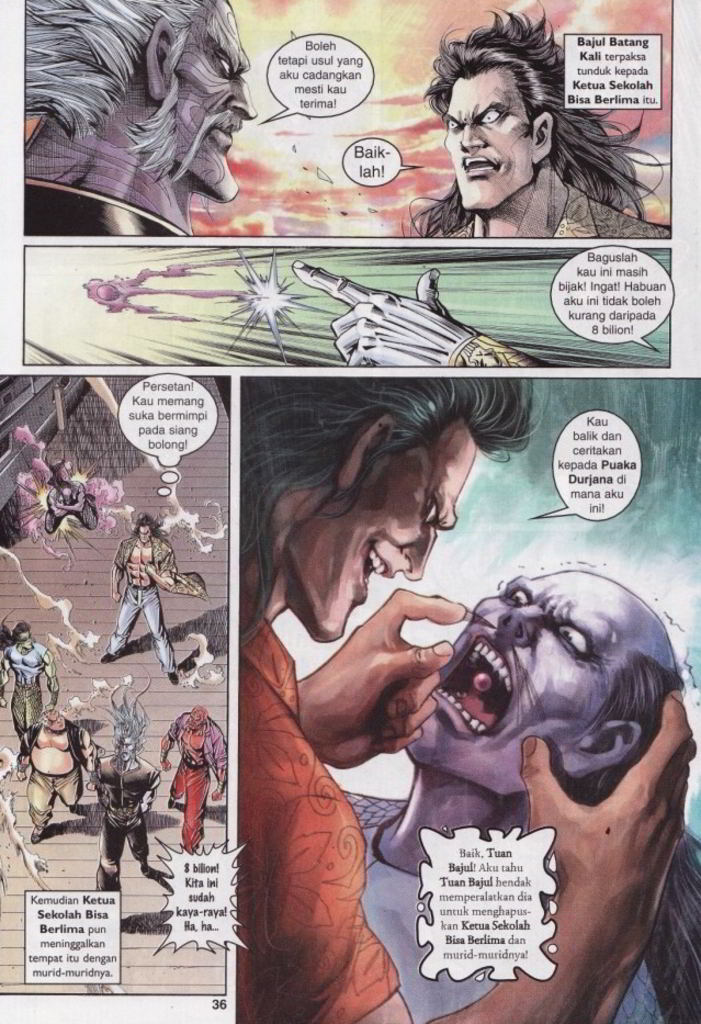 Boleh
tetapi usul yang
aku cadangkan
mesti kau
terima!
Bajul Batang
Kali terpaksa
tunduk kepada
Ketua Sekolah
Bisa Berlima itu.
Baik-
lah!
Baguslah
kau ini masih
bijak! Ingat! Habuan
aku ini tidak boleh
kurang daripada
8 bilion!
Persetan!
Kau memang
suka bermimpi
pada siang
bolong!
8 bilion!
Kita ini
sudah
kaya-raya!
Ha, ha...
Kemudian Ketua
Sekolah Bisa
Berlima pun
meninggalkan
tempat itu dengan
murid-muridnya.
Kau
balik dan
ceritakan
kepada Puaka
Durjana di
mana aku
ini!
Baik, Tuan
Bajul! Aku tahu
Tuan Bajul hendak
memperalatkan dia
untuk menghapus-
kan Ketua Sekolah
Bisa Berlima dan
murid-muridnya!
36